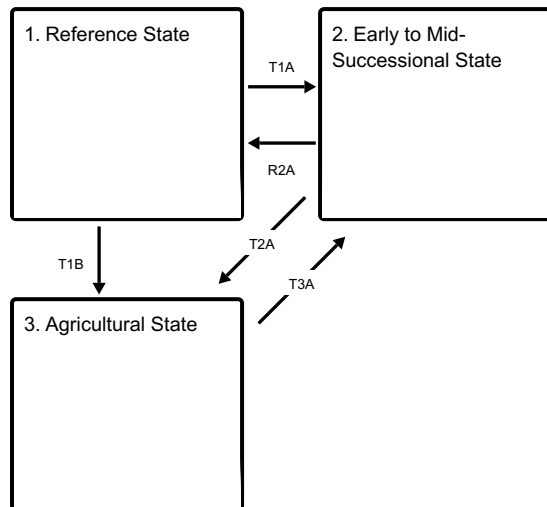 1. Reference State
2. Early to Mid-
Successional State
T1A
R2A
T1B
T2A
T3A
3. Agricultural State